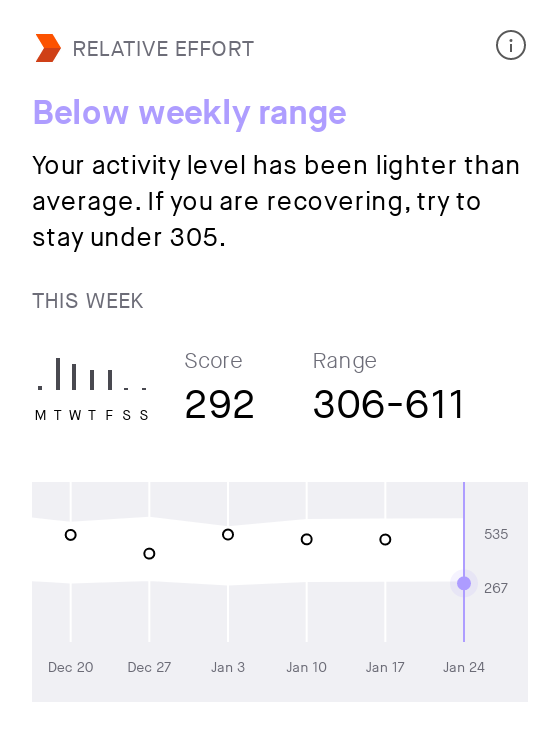 RELATIVE EFFORT
Below weekly range
Your activity level has been lighter than
average. If you are recovering, try to
stay under 305.
THIS WEEK
Score Range
292 306-611
M T W T F S S
535
267
Dec 20 Dec 27 Jan 3 Jan 10 Jan 17 Jan 24